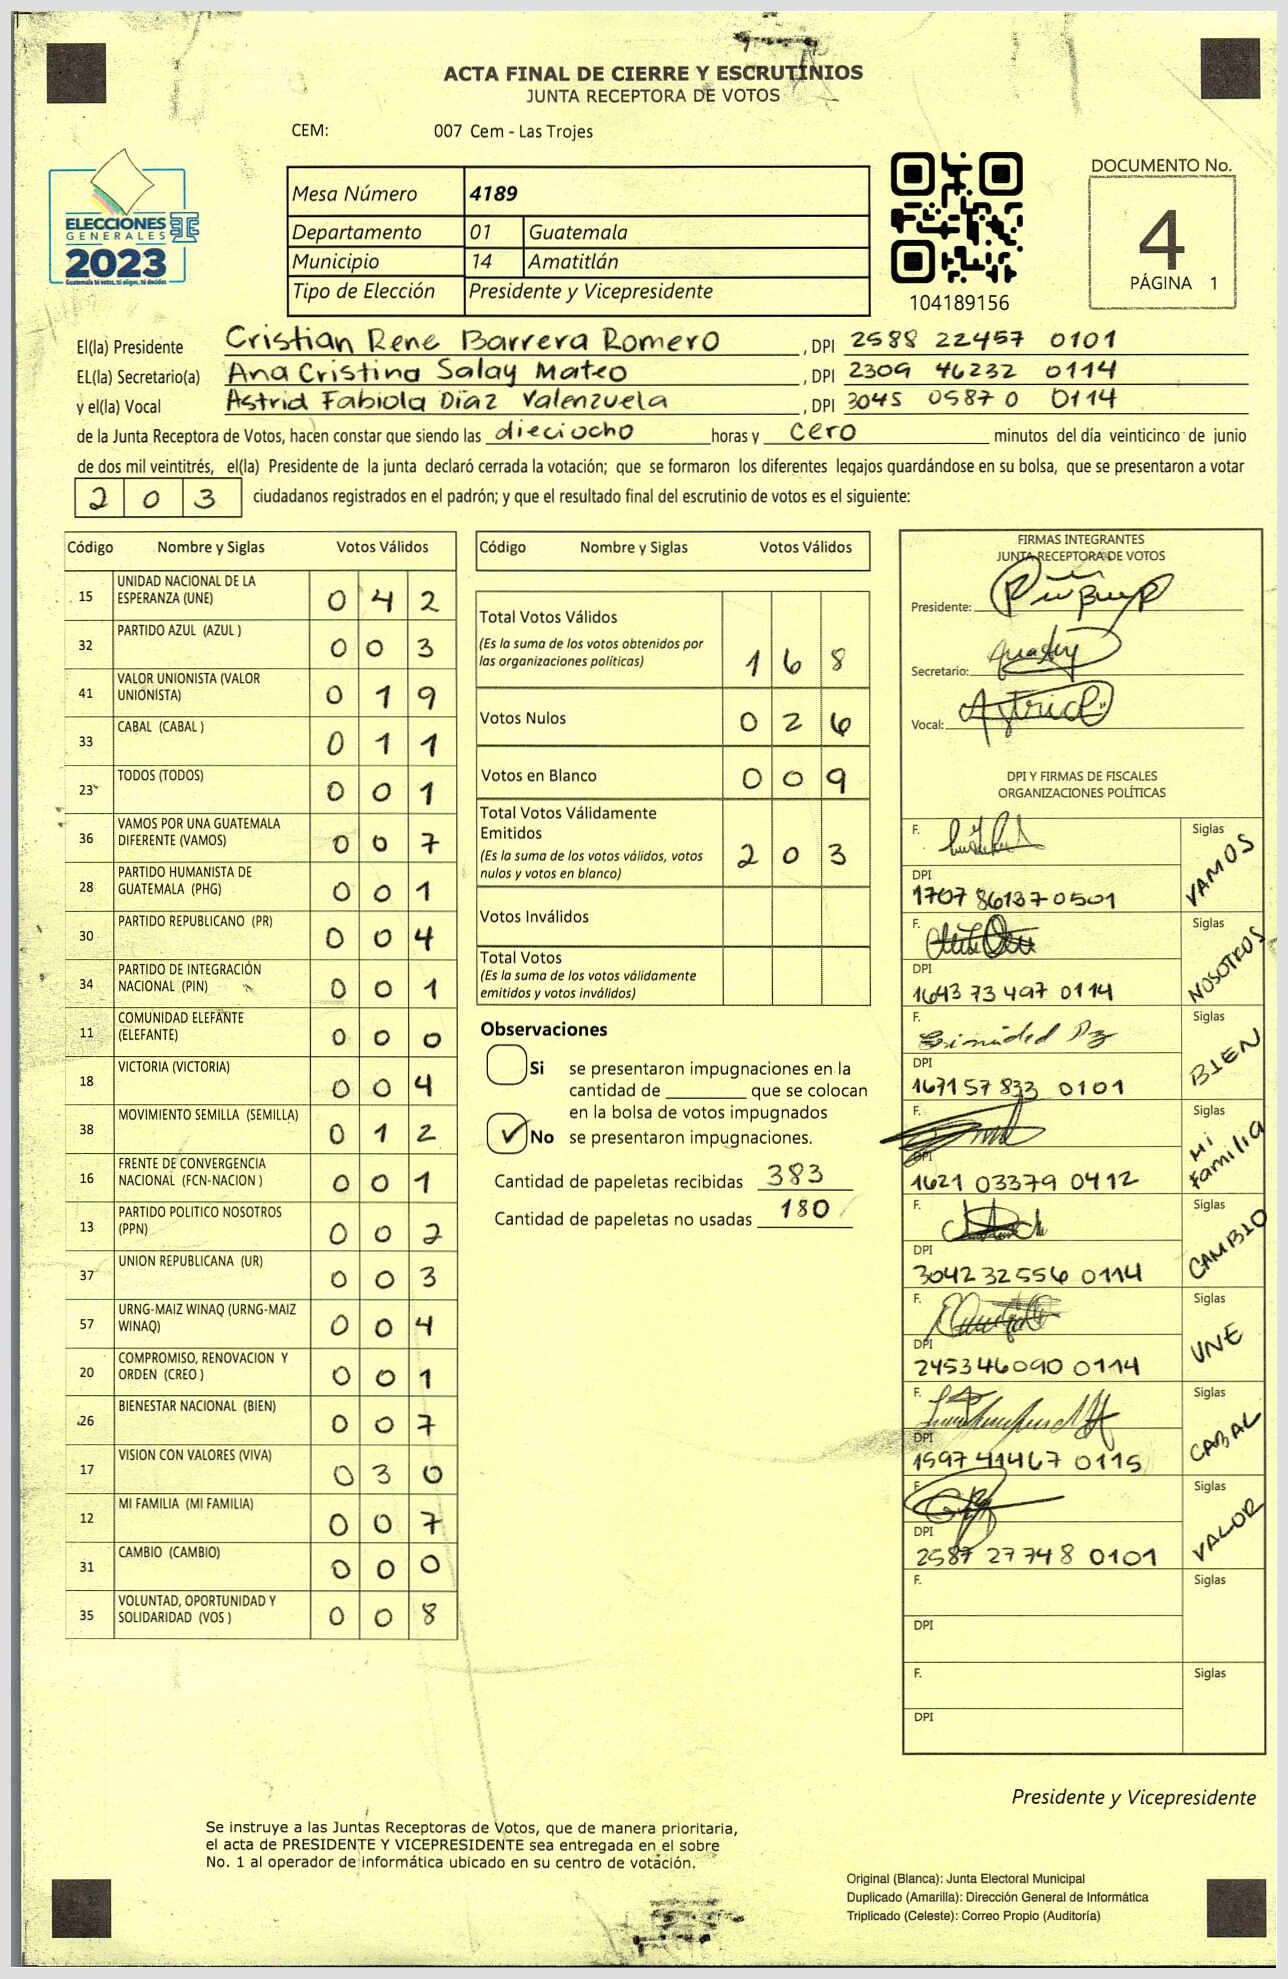 ACTA FINAL DE CIERRE Y ESCRUTINIOS
JUNTA RECEPTORA DE VOTOS
CEM: 007 Cem - Las Trojes
ELECCIONES
GENERALES
2023
Guatemala tú votas, tú eliges, tú decides
Mesa Número 4189
Departamento 01 Guatemala
Municipio 14 Amatitlán
Tipo de Elección Presidente y Vicepresidente
104189156
DOCUMENTO No.
4
PÁGINA 1
El(la) Presidente Cristian Rene Barrera Romero , DPI 2588 22457 0101
EL(la) Secretario(a) Ana Cristina Salay Mateo , DPI 2309 46232 0114
y el(la) Vocal Astrid Fabiola Díaz Valenzuela , DPI 3045 05870 0114
de la Junta Receptora de Votos, hacen constar que siendo las dieciocho horas y cero minutos del día veinticinco de junio
de dos mil veintitrés, el(la) Presidente de la junta declaró cerrada la votación; que se formaron los diferentes legajos guardándose en su bolsa, que se presentaron a votar
203 ciudadanos registrados en el padrón; y que el resultado final del escrutinio de votos es el siguiente:
Código Nombre y Siglas Votos Válidos
15 UNIDAD NACIONAL DE LA ESPERANZA (UNE) 0 4 2
32 PARTIDO AZUL (AZUL ) 0 0 3
41 VALOR UNIONISTA (VALOR UNIONISTA) 0 1 9
33 CABAL (CABAL ) 0 1 1
23 TODOS (TODOS) 0 0 1
36 VAMOS POR UNA GUATEMALA DIFERENTE (VAMOS) 0 0 7
28 PARTIDO HUMANISTA DE GUATEMALA (PHG) 0 0 1
30 PARTIDO REPUBLICANO (PR) 0 0 4
34 PARTIDO DE INTEGRACIÓN NACIONAL (PIN) 0 0 1
11 COMUNIDAD ELEFANTE (ELEFANTE) 0 0 0
18 VICTORIA (VICTORIA) 0 0 4
38 MOVIMIENTO SEMILLA (SEMILLA) 0 1 2
16 FRENTE DE CONVERGENCIA NACIONAL (FCN-NACION ) 0 0 1
13 PARTIDO POLITICO NOSOTROS (PPN) 0 0 2
37 UNION REPUBLICANA (UR) 0 0 3
57 URNG-MAIZ WINAQ (URNG-MAIZ WINAQ) 0 0 4
20 COMPROMISO, RENOVACION Y ORDEN (CREO ) 0 0 1
26 BIENESTAR NACIONAL (BIEN) 0 0 7
17 VISION CON VALORES (VIVA) 0 3 0
12 MI FAMILIA (MI FAMILIA) 0 0 7
31 CAMBIO (CAMBIO) 0 0 0
35 VOLUNTAD, OPORTUNIDAD Y SOLIDARIDAD (VOS ) 0 0 8
Código Nombre y Siglas Votos Válidos
Total Votos Válidos
(Es la suma de los votos obtenidos por
las organizaciones políticas) 1 6 8
Votos Nulos 0 2 6
Votos en Blanco 0 0 9
Total Votos Válidamente
Emitidos
(Es la suma de los votos válidos, votos
nulos y votos en blanco) 2 0 3
Votos Inválidos
Total Votos
(Es la suma de los votos válidamente
emitidos y votos inválidos)
Observaciones
Si se presentaron impugnaciones en la
cantidad de ________ que se colocan
en la bolsa de votos impugnados
No se presentaron impugnaciones.
Cantidad de papeletas recibidas 383
Cantidad de papeletas no usadas 180
FIRMAS INTEGRANTES
JUNTA RECEPTORA DE VOTOS
Presidente:
Secretario:
Vocal: Astrid
DPI Y FIRMAS DE FISCALES
ORGANIZACIONES POLÍTICAS
F. Siglas VAMOS
DPI 1707 86137 0501
F. Siglas NOSOTROS
DPI 1643 73 497 0114
F. Siglas BIEN
DPI 1671 57 833 0101
F. Siglas Mi Familia
DPI 1621 03379 0412
F. Siglas CAMBIO
DPI 3042 32 556 0114
F. Siglas UNE
DPI 2453 46090 0114
F. Siglas CABAL
DPI 1597 41467 0115
F. Siglas VALOR
DPI 2587 27 748 0101
F. Siglas
DPI
F. Siglas
DPI
Presidente y Vicepresidente
Se instruye a las Juntas Receptoras de Votos, que de manera prioritaria,
el acta de PRESIDENTE Y VICEPRESIDENTE sea entregada en el sobre
No. 1 al operador de informática ubicado en su centro de votación.
Original (Blanca): Junta Electoral Municipal
Duplicado (Amarilla): Dirección General de Informática
Triplicado (Celeste): Correo Propio (Auditoría)